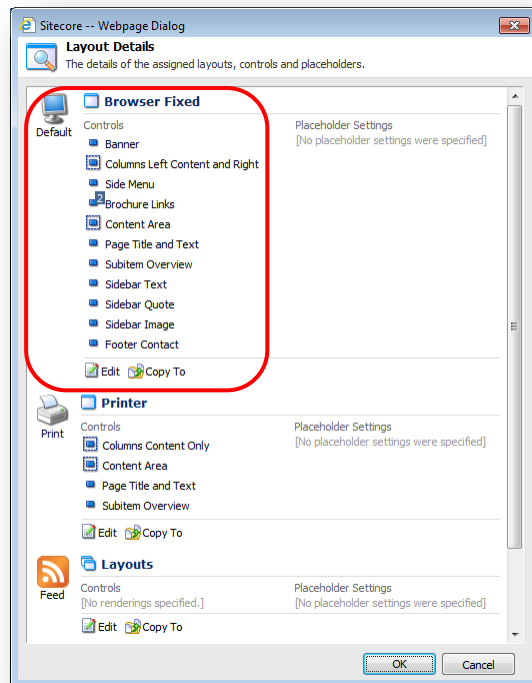 Sitecore -- Webpage Dialog
Layout Details
The details of the assigned layouts, controls and placeholders.
Default
Browser Fixed
Controls
Placeholder Settings
Banner
[No placeholder settings were specified]
Columns Left Content and Right
Side Menu
2
Brochure Links
Content Area
Page Title and Text
Subitem Overview
Sidebar Text
Sidebar Quote
Sidebar Image
Footer Contact
Edit Copy To
Print
Printer
Controls
Placeholder Settings
Columns Content Only
[No placeholder settings were specified]
Content Area
Page Title and Text
Subitem Overview
Edit Copy To
Feed
Layouts
Controls
Placeholder Settings
[No renderings specified.]
[No placeholder settings were specified]
Edit Copy To
OK Cancel